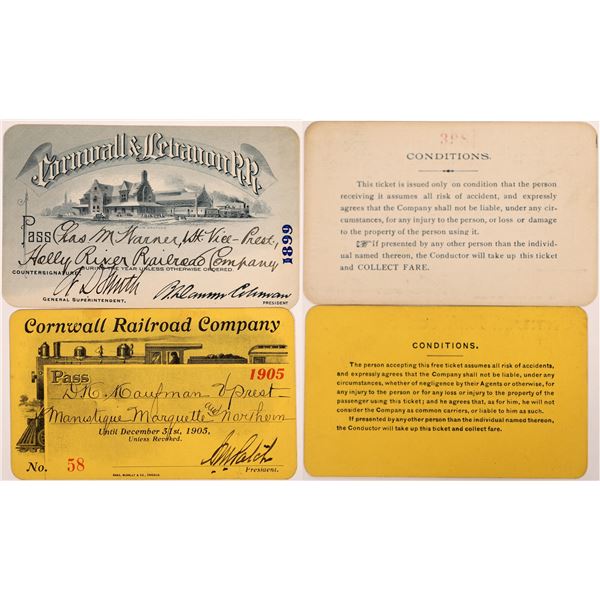 Cornwall & Lebanon R.R.
Pass Chas M Warner, 1st Vice-Prest,
Holly River Railroad Company
DURING THE YEAR UNLESS OTHERWISE ORDERED.
COUNTERSIGNATURE
1899
GENERAL SUPERINTENDENT.
PRESIDENT
CONDITIONS.
This ticket is issued only on condition that the person
receiving it assumes all risk of accident, and expressly
agrees that the Company shall not be liable, under any cir-
cumstances, for any injury to the person, or loss or damage
to the property of the person using it.
☞ If presented by any other person than the individ-
ual named thereon, the Conductor will take up this ticket
and COLLECT FARE.
Cornwall Railroad Company
Pass 1905
Manistique Marquette and Northern
Until December 31st, 1905,
Unless Revoked.
No. 58
President.
RAND, MCNALLY & CO., CHICAGO.
CONDITIONS.
The person accepting this free ticket assumes all risk of accidents,
and expressly agrees that the Company shall not be liable, under any
circumstances, whether of negligence by their Agents or otherwise, for
any injury to the person or for any loss or injury to the property of the
passenger using this ticket; and he agrees that, as for him, he will not
consider the Company as common carriers, or liable to him as such.
If presented by any other person than the individual named thereon,
the Conductor will take up this ticket and collect fare.